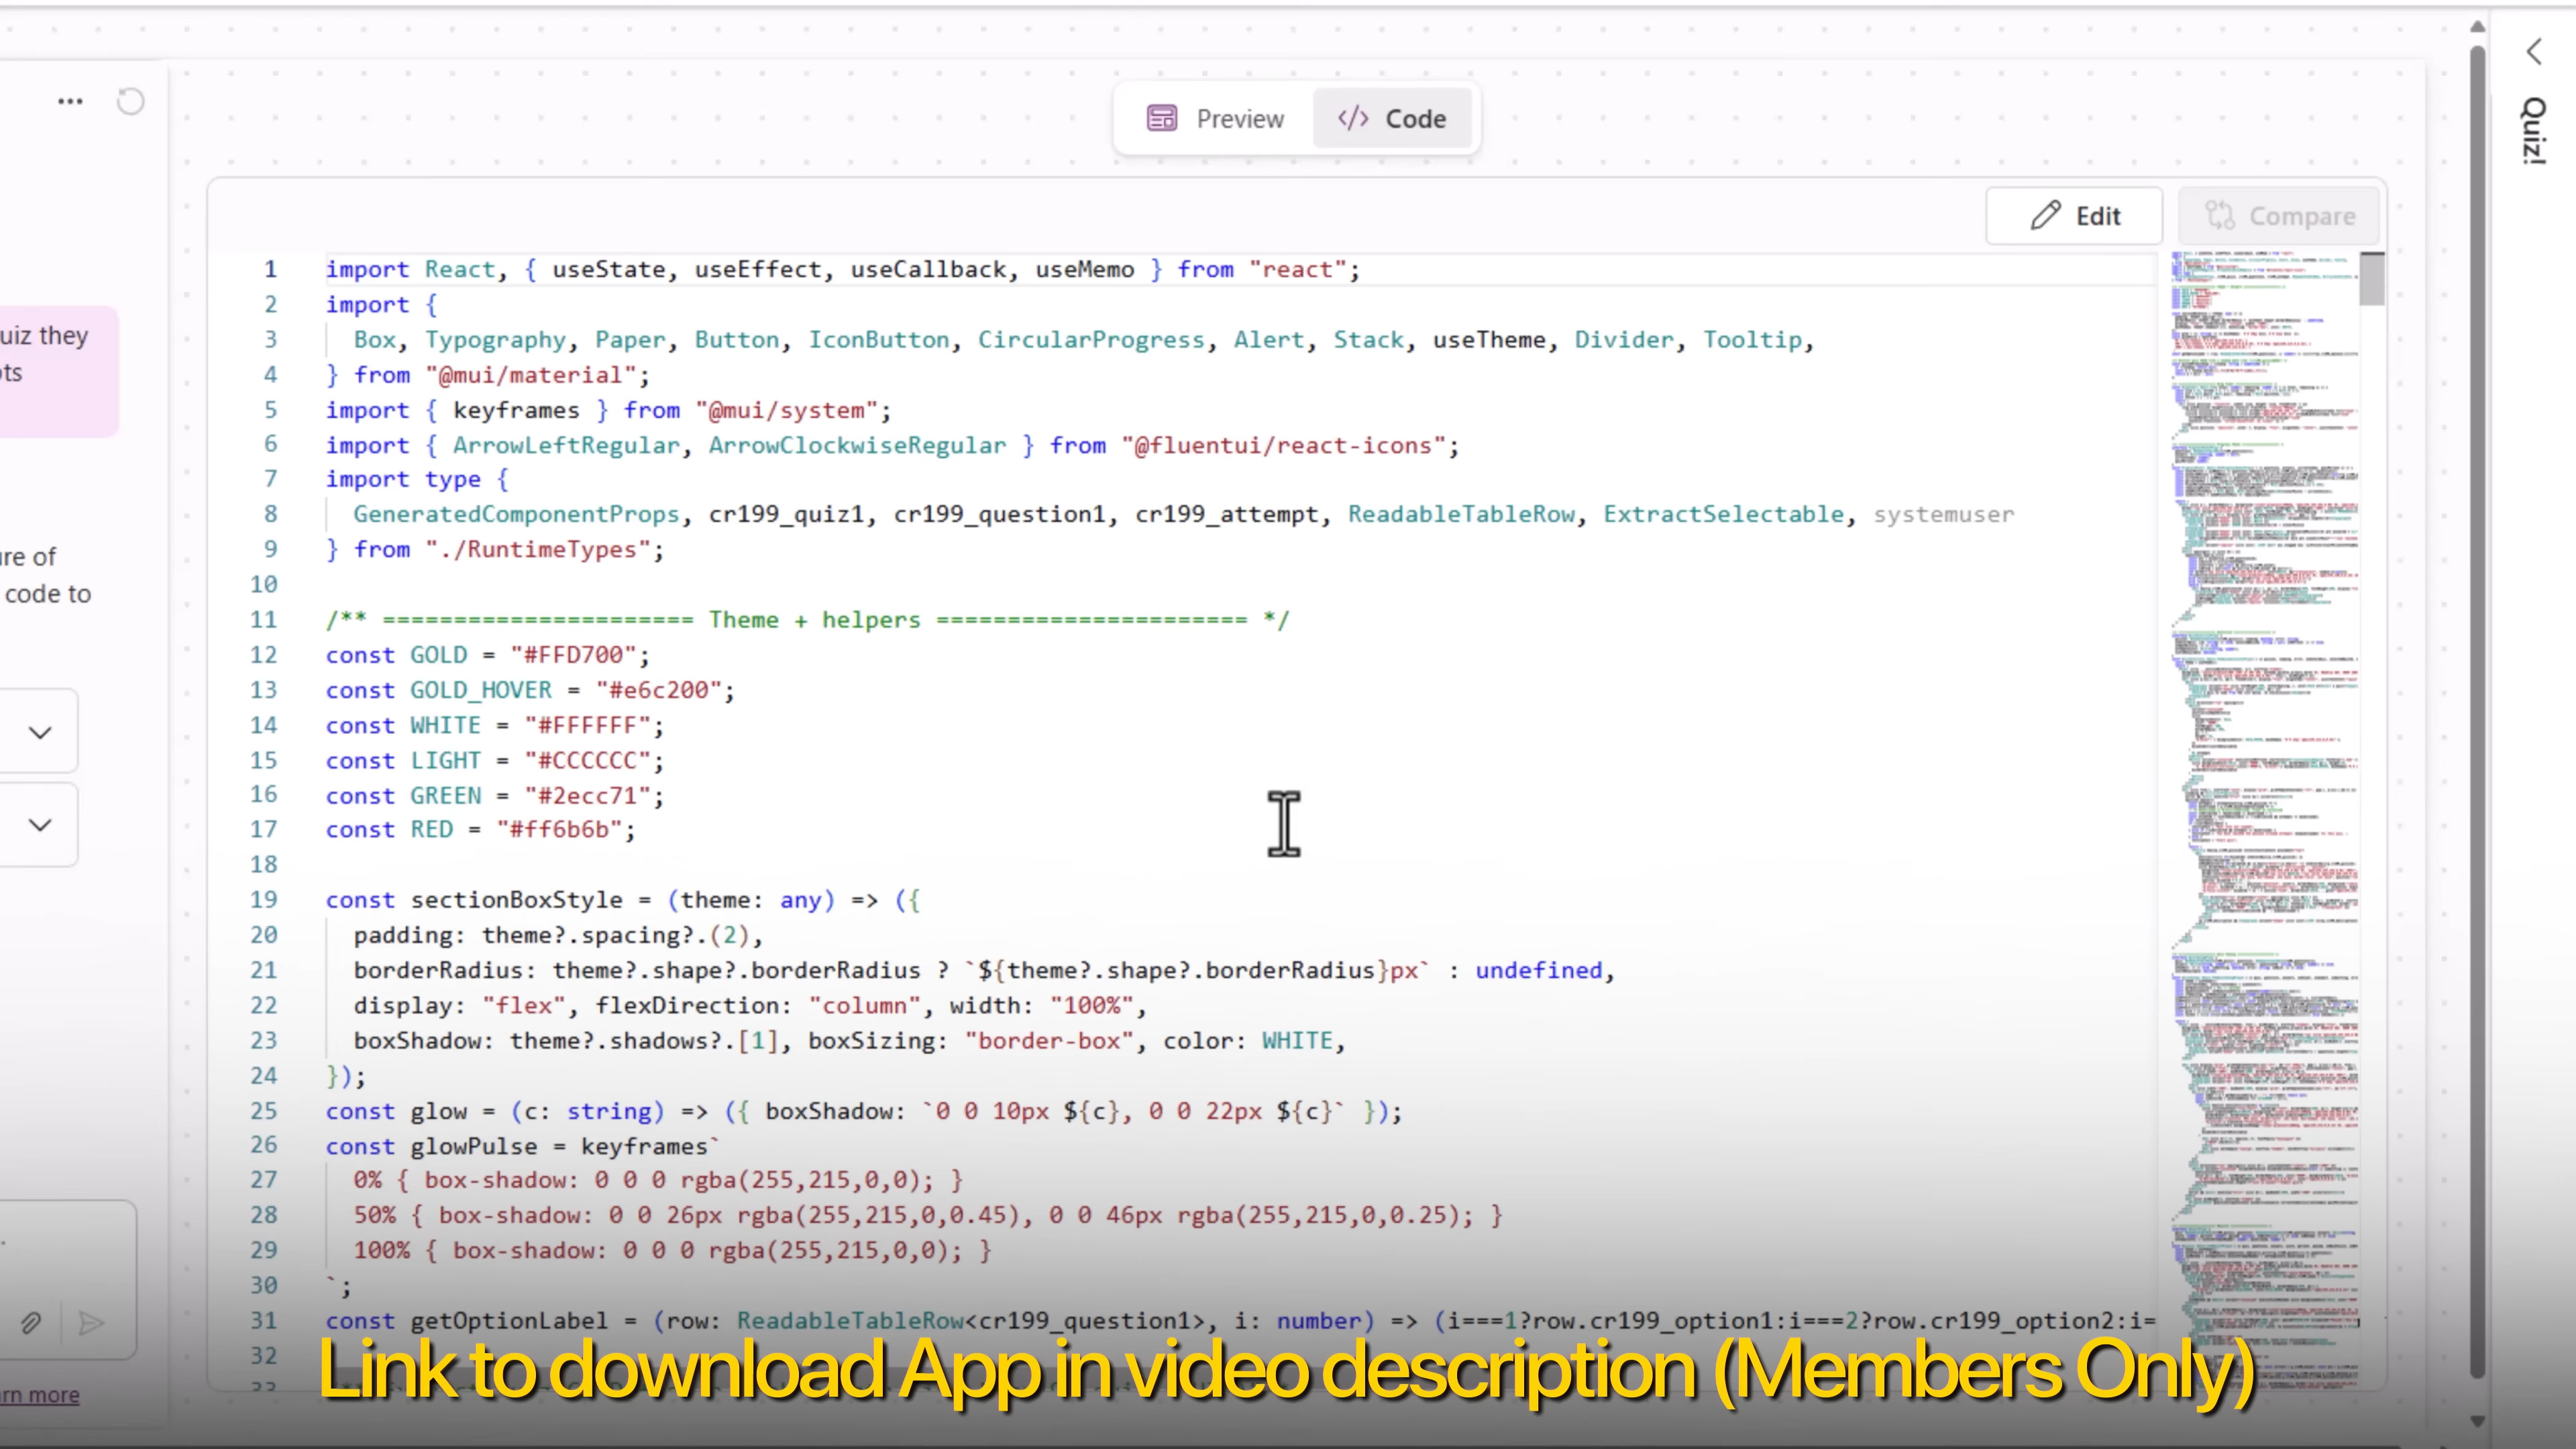 Preview
Code
Quiz!
Edit
Compare
uiz they
ots
ure of
code to
arn more
1 import React, { useState, useEffect, useCallback, useMemo } from "react";
2 import {
3 Box, Typography, Paper, Button, IconButton, CircularProgress, Alert, Stack, useTheme, Divider, Tooltip,
4 } from "@mui/material";
5 import { keyframes } from "@mui/system";
6 import { ArrowLeftRegular, ArrowClockwiseRegular } from "@fluentui/react-icons";
7 import type {
8 GeneratedComponentProps, cr199_quiz1, cr199_question1, cr199_attempt, ReadableTableRow, ExtractSelectable, systemuser
9 } from "./RuntimeTypes";
10
11 /** ====================== Theme + helpers ====================== */
12 const GOLD = "#FFD700";
13 const GOLD_HOVER = "#e6c200";
14 const WHITE = "#FFFFFF";
15 const LIGHT = "#CCCCCC";
16 const GREEN = "#2ecc71";
17 const RED = "#ff6b6b";
18
19 const sectionBoxStyle = (theme: any) => ({
20 padding: theme?.spacing?.(2),
21 borderRadius: theme?.shape?.borderRadius ? `${theme?.shape?.borderRadius}px` : undefined,
22 display: "flex", flexDirection: "column", width: "100%",
23 boxShadow: theme?.shadows?.[1], boxSizing: "border-box", color: WHITE,
24 });
25 const glow = (c: string) => ({ boxShadow: `0 0 10px ${c}, 0 0 22px ${c}` });
26 const glowPulse = keyframes`
27 0% { box-shadow: 0 0 0 rgba(255,215,0,0); }
28 50% { box-shadow: 0 0 26px rgba(255,215,0,0.45), 0 0 46px rgba(255,215,0,0.25); }
29 100% { box-shadow: 0 0 0 rgba(255,215,0,0); }
30 `;
31 const getOptionLabel = (row: ReadableTableRow<cr199_question1>, i: number) => (i===1?row.cr199_option1:i===2?row.cr199_option2:i=
32
33
Link to download App in video description (Members Only)